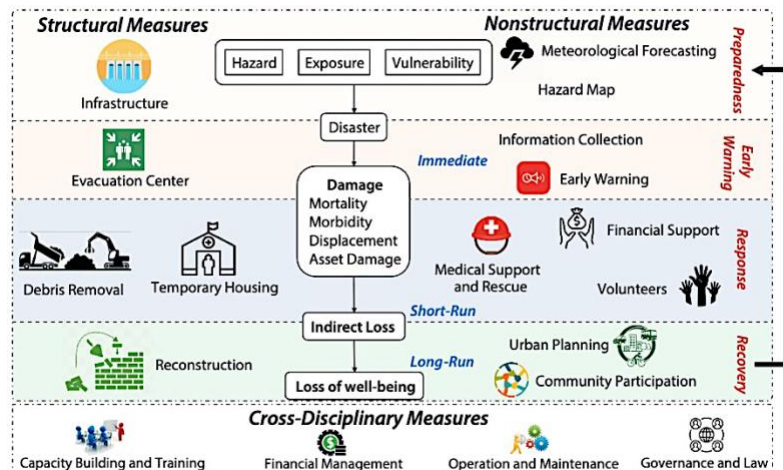 Structural Measures
Nonstructural Measures
Hazard
Exposure
Vulnerability
Infrastructure
Meteorological Forecasting
Hazard Map
Preparedness
Disaster
Immediate
Information Collection
Evacuation Center
Early Warning
Early
Warning
Damage
Mortality
Morbidity
Displacement
Asset Damage
Debris Removal
Temporary Housing
Medical Support
and Rescue
Financial Support
Volunteers
Response
Short-Run
Indirect Loss
Long-Run
Loss of well-being
Reconstruction
Urban Planning
Community Participation
Recovery
Cross-Disciplinary Measures
Capacity Building and Training
Financial Management
Operation and Maintenance
Governance and Law